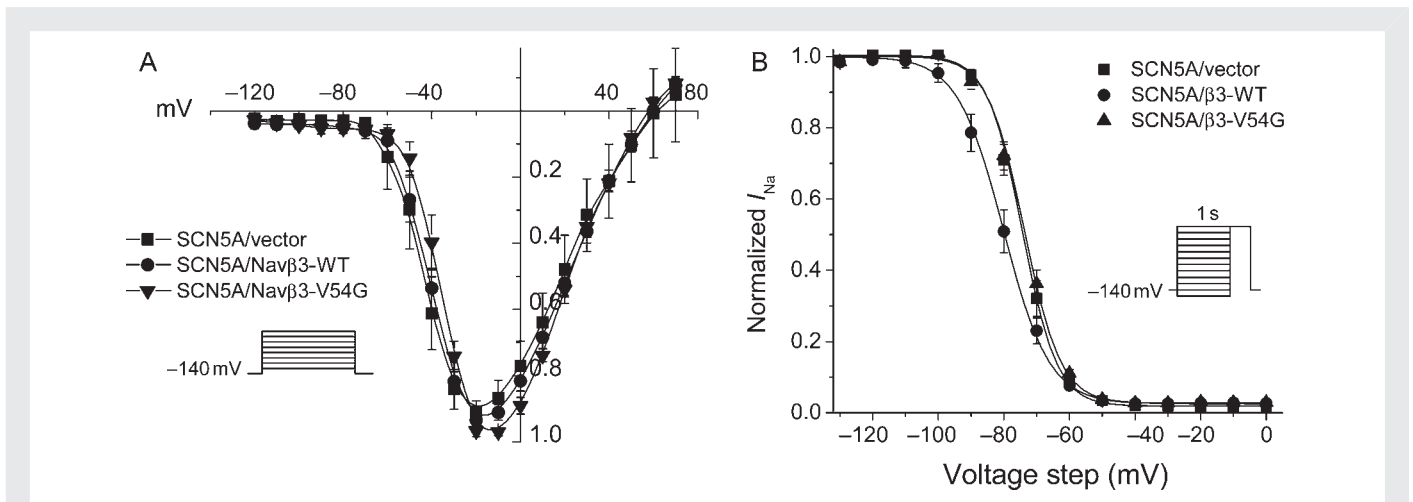 A
mV
−120
−80
−40
40
80
0.2
0.4
0.6
0.8
1.0
SCN5A/vector
SCN5A/Navβ3-WT
SCN5A/Navβ3-V54G
−140 mV
B
1.0
0.8
0.6
0.4
0.2
0.0
Normalized INa
SCN5A/vector
SCN5A/β3-WT
SCN5A/β3-V54G
1 s
−140 mV
−120
−100
−80
−60
−40
−20
0
Voltage step (mV)